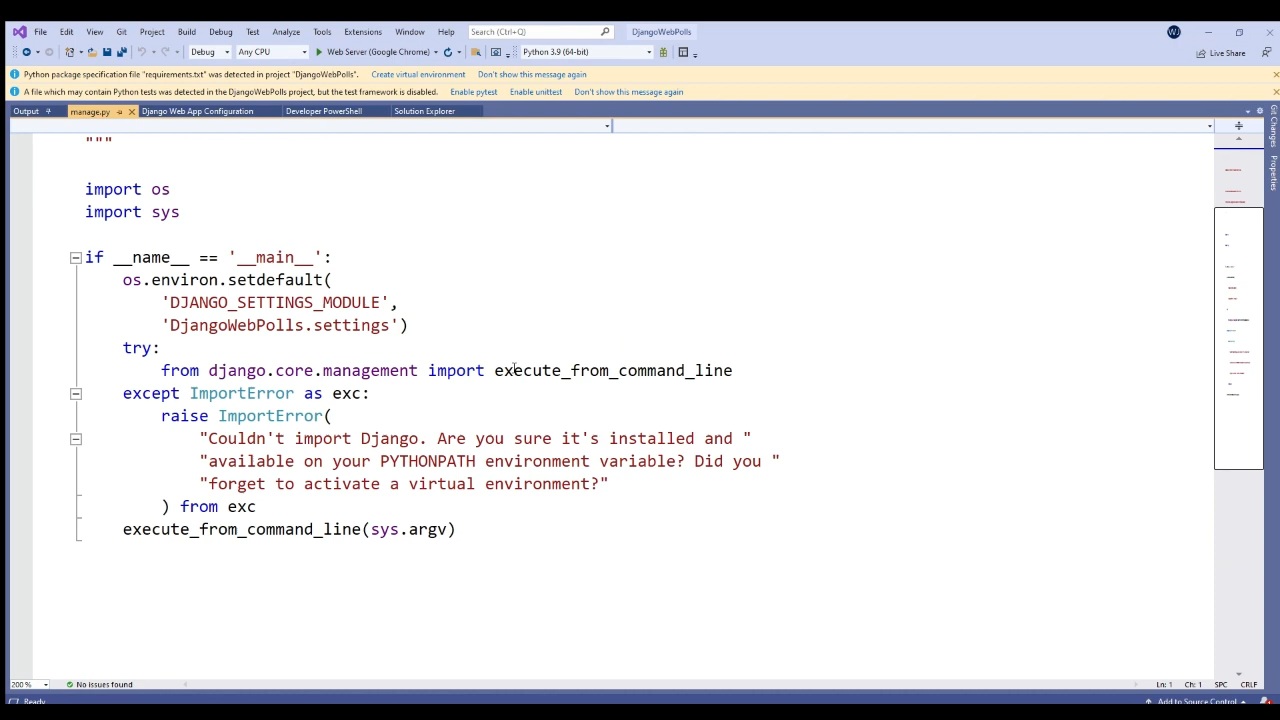 File Edit View Git Project Build Debug Test Analyze Tools Extensions Window Help Search (Ctrl+Q) DjangoWebPolls WJ
Debug Any CPU Web Server (Google Chrome) Python 3.9 (64-bit) Live Share
Python package specification file "requirements.txt" was detected in project "DjangoWebPolls". Create virtual environment Don't show this message again
A file which may contain Python tests was detected in the DjangoWebPolls project, but the test framework is disabled. Enable pytest Enable unittest Don't show this message again
Output manage.py Django Web App Configuration Developer PowerShell Solution Explorer
Git Changes
Properties
"""
import os
import sys
if __name__ == '__main__':
os.environ.setdefault(
'DJANGO_SETTINGS_MODULE',
'DjangoWebPolls.settings')
try:
from django.core.management import execute_from_command_line
except ImportError as exc:
raise ImportError(
"Couldn't import Django. Are you sure it's installed and "
"available on your PYTHONPATH environment variable? Did you "
"forget to activate a virtual environment?"
) from exc
execute_from_command_line(sys.argv)
200 % No issues found Ln: 1 Ch: 1 SPC CRLF
Ready Add to Source Control